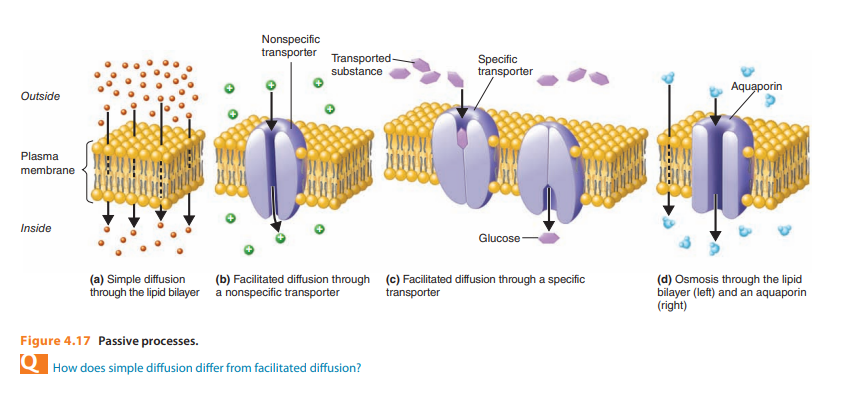 Nonspecific
transporter
Transported
substance
Specific
transporter
Aquaporin
Outside
Plasma
membrane
Inside
Glucose
+
+
+
+
+
+
+
+
(a) Simple diffusion
through the lipid bilayer
(b) Facilitated diffusion through
a nonspecific transporter
(c) Facilitated diffusion through a specific
transporter
(d) Osmosis through the lipid
bilayer (left) and an aquaporin
(right)
Figure 4.17 Passive processes.
Q How does simple diffusion differ from facilitated diffusion?